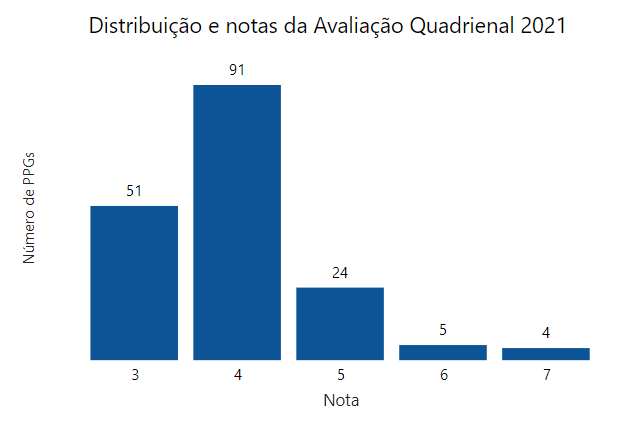 Distribuição e notas da Avaliação Quadrienal 2021
91
51
24
5
4
Número de PPGs
3 4 5 6 7
Nota